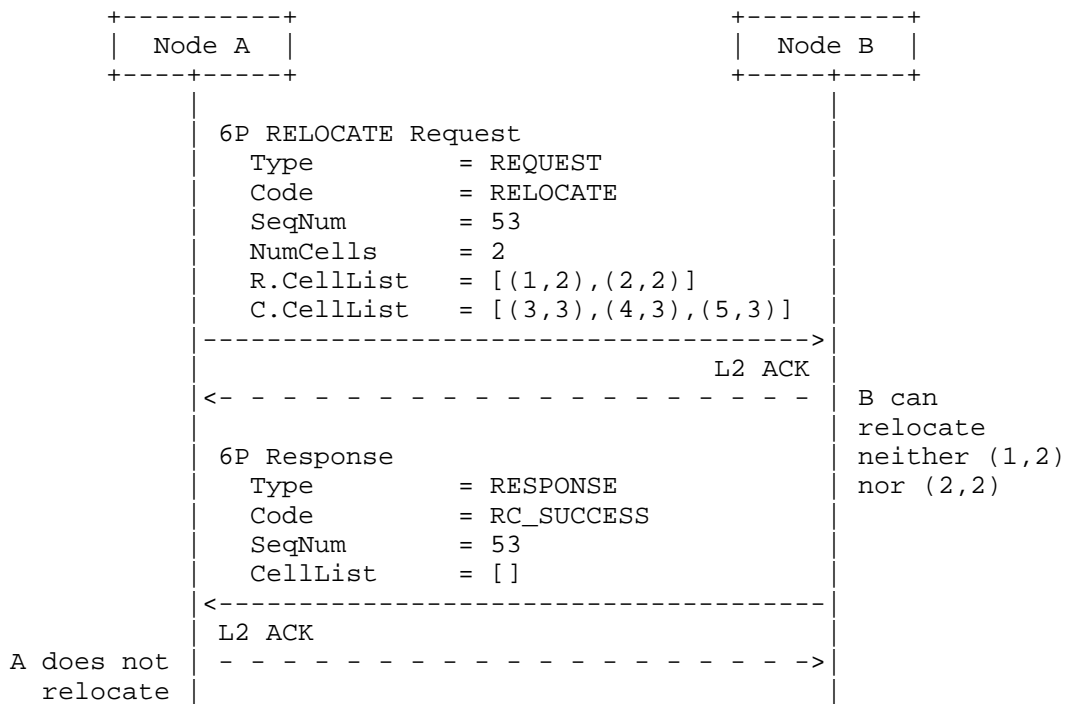 Node A Node B
6P RELOCATE Request
Type = REQUEST
Code = RELOCATE
SeqNum = 53
NumCells = 2
R.CellList = [(1,2),(2,2)]
C.CellList = [(3,3),(4,3),(5,3)]
L2 ACK
B can
relocate
6P Response neither (1,2)
Type = RESPONSE nor (2,2)
Code = RC_SUCCESS
SeqNum = 53
CellList = []
L2 ACK
A does not
relocate